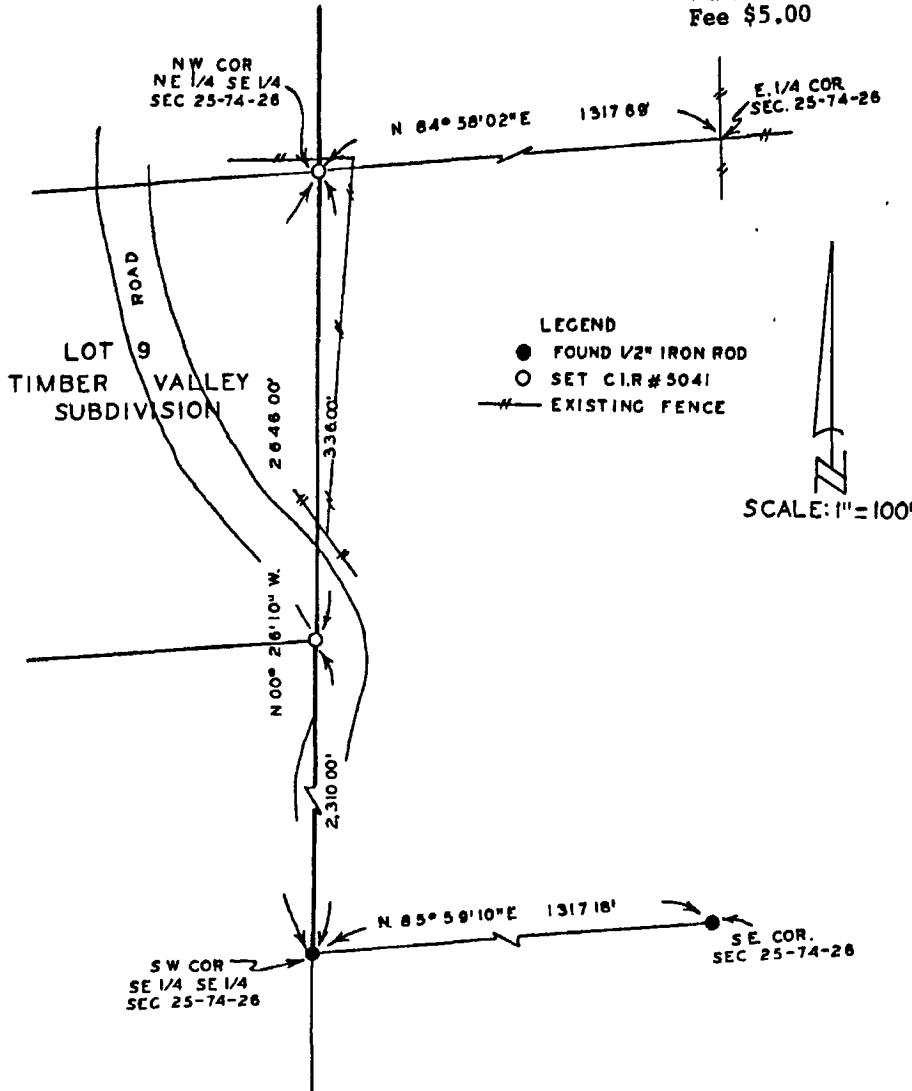 Fee $5.00
NW COR
NE 1/4 SE 1/4
SEC 25-74-26
N 84° 58'02"E 1317 69'
E. 1/4 COR
SEC. 25-74-26
ROAD
LOT 9
TIMBER VALLEY
SUBDIVISION
2646 00'
336.00'
LEGEND
FOUND 1/2" IRON ROD
SET C.I.R # 5041
EXISTING FENCE
N
SCALE: 1" = 100'
N 00° 26'10" W.
2,310 00'
N. 85° 59'10"E 1317 18'
S W COR
SE 1/4 SE 1/4
SEC 25-74-26
S E. COR.
SEC 25-74-26